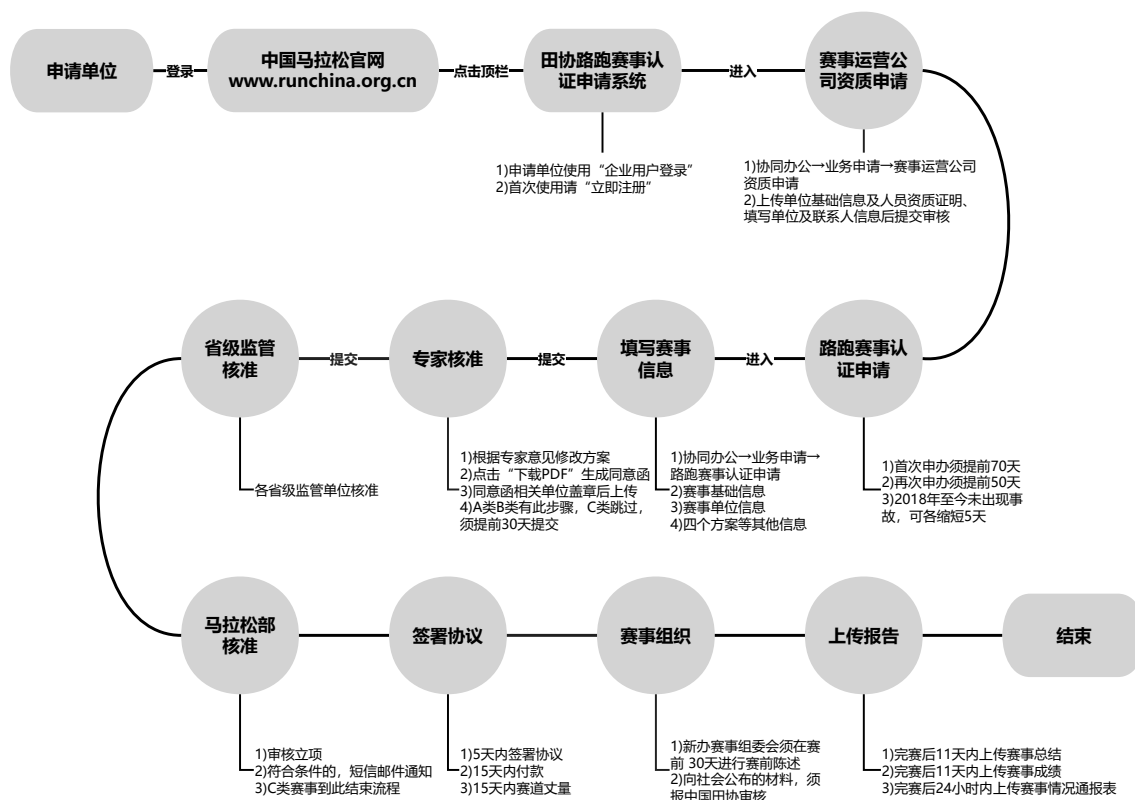 申请单位
登录
中国马拉松官网
www.runchina.org.cn
点击顶栏
田协路跑赛事认
证申请系统
进入
赛事运营公
司资质申请
1)申请单位使用“企业用户登录”
2)首次使用请“立即注册”
1)协同办公→业务申请→赛事运营公司
资质申请
2)上传单位基础信息及人员资质证明、
填写单位及联系人信息后提交审核
省级监管
核准
提交
专家核准
提交
填写赛事
信息
进入
路跑赛事认
证申请
各省级监管单位核准
1)根据专家意见修改方案
2)点击“下载PDF”生成同意函
3)同意函相关单位盖章后上传
4)A类B类有此步骤，C类跳过，
须提前30天提交
1)协同办公→业务申请→
路跑赛事认证申请
2)赛事基础信息
3)赛事单位信息
4)四个方案等其他信息
1)首次申办须提前70天
2)再次申办须提前50天
3)2018年至今未出现事
故，可各缩短5天
马拉松部
核准
签署协议
赛事组织
上传报告
结束
1)审核立项
2)符合条件的，短信邮件通知
3)C类赛事到此结束流程
1)5天内签署协议
2)15天内付款
3)15天内赛道丈量
1)新办赛事组委会须在赛
前 30天进行赛前陈述
2)向社会公布的材料，须
报中国田协审核
1)完赛后11天内上传赛事总结
2)完赛后11天内上传赛事成绩
3)完赛后24小时内上传赛事情况通报表